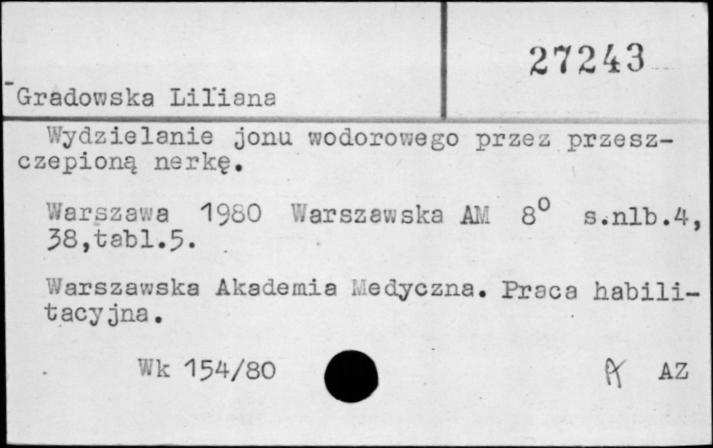 27243
Gradowska Liliana
Wydzielanie jonu wodorowego przez przesz-
czepioną nerkę.
Warszawa 1980 Warszawska AM 8° s.nlb.4,
38,tabl.5.
Warszawska Akademia Medyczna. Praca habili-
tacyjna.
Wk 154/80
AZ